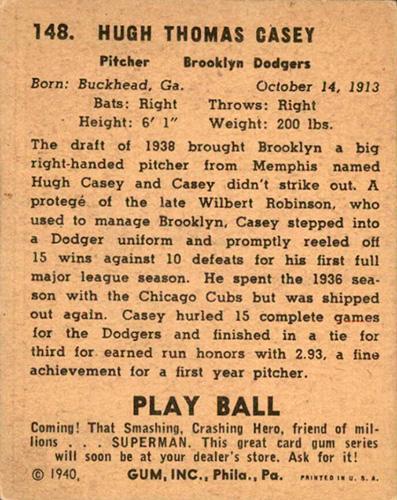 148. HUGH THOMAS CASEY
Pitcher Brooklyn Dodgers
Born: Buckhead, Ga. October 14, 1913
Bats: Right Throws: Right
Height: 6' 1" Weight: 200 lbs.
The draft of 1938 brought Brooklyn a big
right-handed pitcher from Memphis named
Hugh Casey and Casey didn't strike out. A
protegé of the late Wilbert Robinson, who
used to manage Brooklyn, Casey stepped into
a Dodger uniform and promptly reeled off
15 wins against 10 defeats for his first full
major league season. He spent the 1936 sea-
son with the Chicago Cubs but was shipped
out again. Casey hurled 15 complete games
for the Dodgers and finished in a tie for
third for earned run honors with 2.93, a fine
achievement for a first year pitcher.
PLAY BALL
Coming! That Smashing, Crashing Hero, friend of mil-
lions . . . SUPERMAN. This great card gum series
will soon be at your dealer's store. Ask for it!
© 1940, GUM, INC., Phila., Pa. PRINTED IN U. S. A.